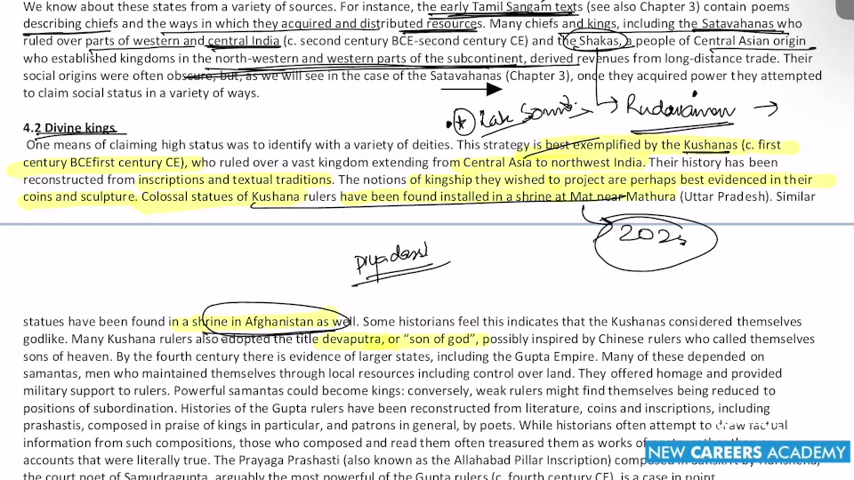 We know about these states from a variety of sources. For instance, the early Tamil Sangam texts (see also Chapter 3) contain poems
describing chiefs and the ways in which they acquired and distributed resources. Many chiefs and kings, including the Satavahanas who
ruled over parts of western and central India (c. second century BCE-second century CE) and the Shakas, a people of Central Asian origin
who established kingdoms in the north-western and western parts of the subcontinent, derived revenues from long-distance trade. Their
social origins were often obscure, but, as we will see in the case of the Satavahanas (Chapter 3), once they acquired power they attempted
to claim social status in a variety of ways.
4.2 Divine kings
One means of claiming high status was to identify with a variety of deities. This strategy is best exemplified by the Kushanas (c. first
century BCEfirst century CE), who ruled over a vast kingdom extending from Central Asia to northwest India. Their history has been
reconstructed from inscriptions and textual traditions. The notions of kingship they wished to project are perhaps best evidenced in their
coins and sculpture. Colossal statues of Kushana rulers have been found installed in a shrine at Mat near Mathura (Uttar Pradesh). Similar
202
Priyadassi
statues have been found in a shrine in Afghanistan as well. Some historians feel this indicates that the Kushanas considered themselves
godlike. Many Kushana rulers also adopted the title devaputra, or “son of god”, possibly inspired by Chinese rulers who called themselves
sons of heaven. By the fourth century there is evidence of larger states, including the Gupta Empire. Many of these depended on
samantas, men who maintained themselves through local resources including control over land. They offered homage and provided
military support to rulers. Powerful samantas could become kings: conversely, weak rulers might find themselves being reduced to
positions of subordination. Histories of the Gupta rulers have been reconstructed from literature, coins and inscriptions, including
prashastis, composed in praise of kings in particular, and patrons in general, by poets. While historians often attempt to draw factual
information from such compositions, those who composed and read them often treasured them as works of
accounts that were literally true. The Prayaga Prashasti (also known as the Allahabad Pillar Inscription)
the court poet of Samudragupta, arguably the most powerful of the Gupta rulers (c. fourth century CE), is a case in point
NEW CAREERS ACADEMY